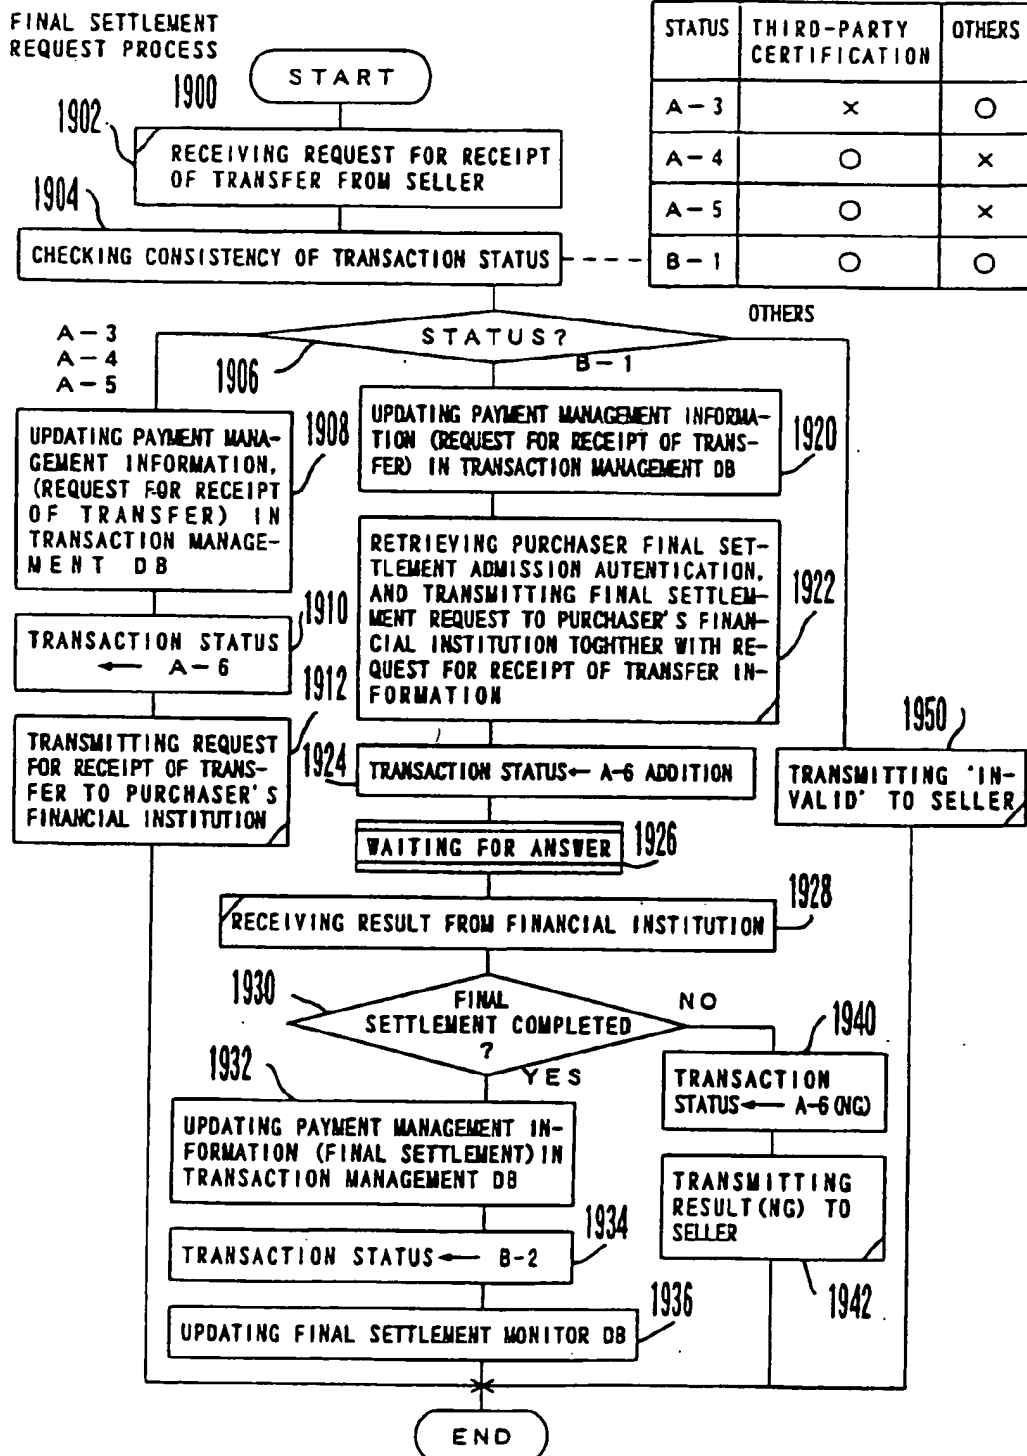 FINAL SETTLEMENT
REQUEST PROCESS
1900
START
STATUS THIRD-PARTY CERTIFICATION OTHERS
A-3 × ○
A-4 ○ ×
A-5 ○ ×
B-1 ○ ○
1902
RECEIVING REQUEST FOR RECEIPT
OF TRANSFER FROM SELLER
1904
CHECKING CONSISTENCY OF TRANSACTION STATUS
STATUS?
1906
A-3
A-4
A-5
B-1
OTHERS
UPDATING PAYMENT MANA-
GEMENT INFORMATION,
(REQUEST FOR RECEIPT
OF TRANSFER) IN
TRANSACTION MANAGE-
MENT DB
1908
TRANSACTION STATUS
← A-6
1910
TRANSMITTING REQUEST
FOR RECEIPT OF TRANS-
FER TO PURCHASER'S
FINANCIAL INSTITUTION
1912
UPDATING PAYMENT MANAGEMENT INFORMA-
TION (REQUEST FOR RECEIPT OF TRANS-
FER) IN TRANSACTION MANAGEMENT DB
1920
RETRIEVING PURCHASER FINAL SET-
TLEMENT ADMISSION AUTENTICATION,
AND TRANSMITTING FINAL SETTLEM-
MENT REQUEST TO PURCHASER'S FINAN-
CIAL INSTITUTION TOGHTHER WITH RE-
QUEST FOR RECEIPT OF TRANSFER IN-
FORMATION
1922
1924
TRANSACTION STATUS← A-6 ADDITION
WAITING FOR ANSWER
1926
RECEIVING RESULT FROM FINANCIAL INSTITUTION
1928
1930
FINAL
SETTLEMENT COMPLETED
?
NO
YES
1932
UPDATING PAYMENT MANAGEMENT IN-
FORMATION (FINAL SETTLEMENT) IN
TRANSACTION MANAGEMENT DB
TRANSACTION STATUS← B-2
1934
UPDATING FINAL SETTLEMENT MONITOR DB
1936
1940
TRANSACTION
STATUS← A-6(NG)
TRANSMITTING
RESULT(NG) TO
SELLER
1942
1950
TRANSMITTING 'IN-
VALID' TO SELLER
END